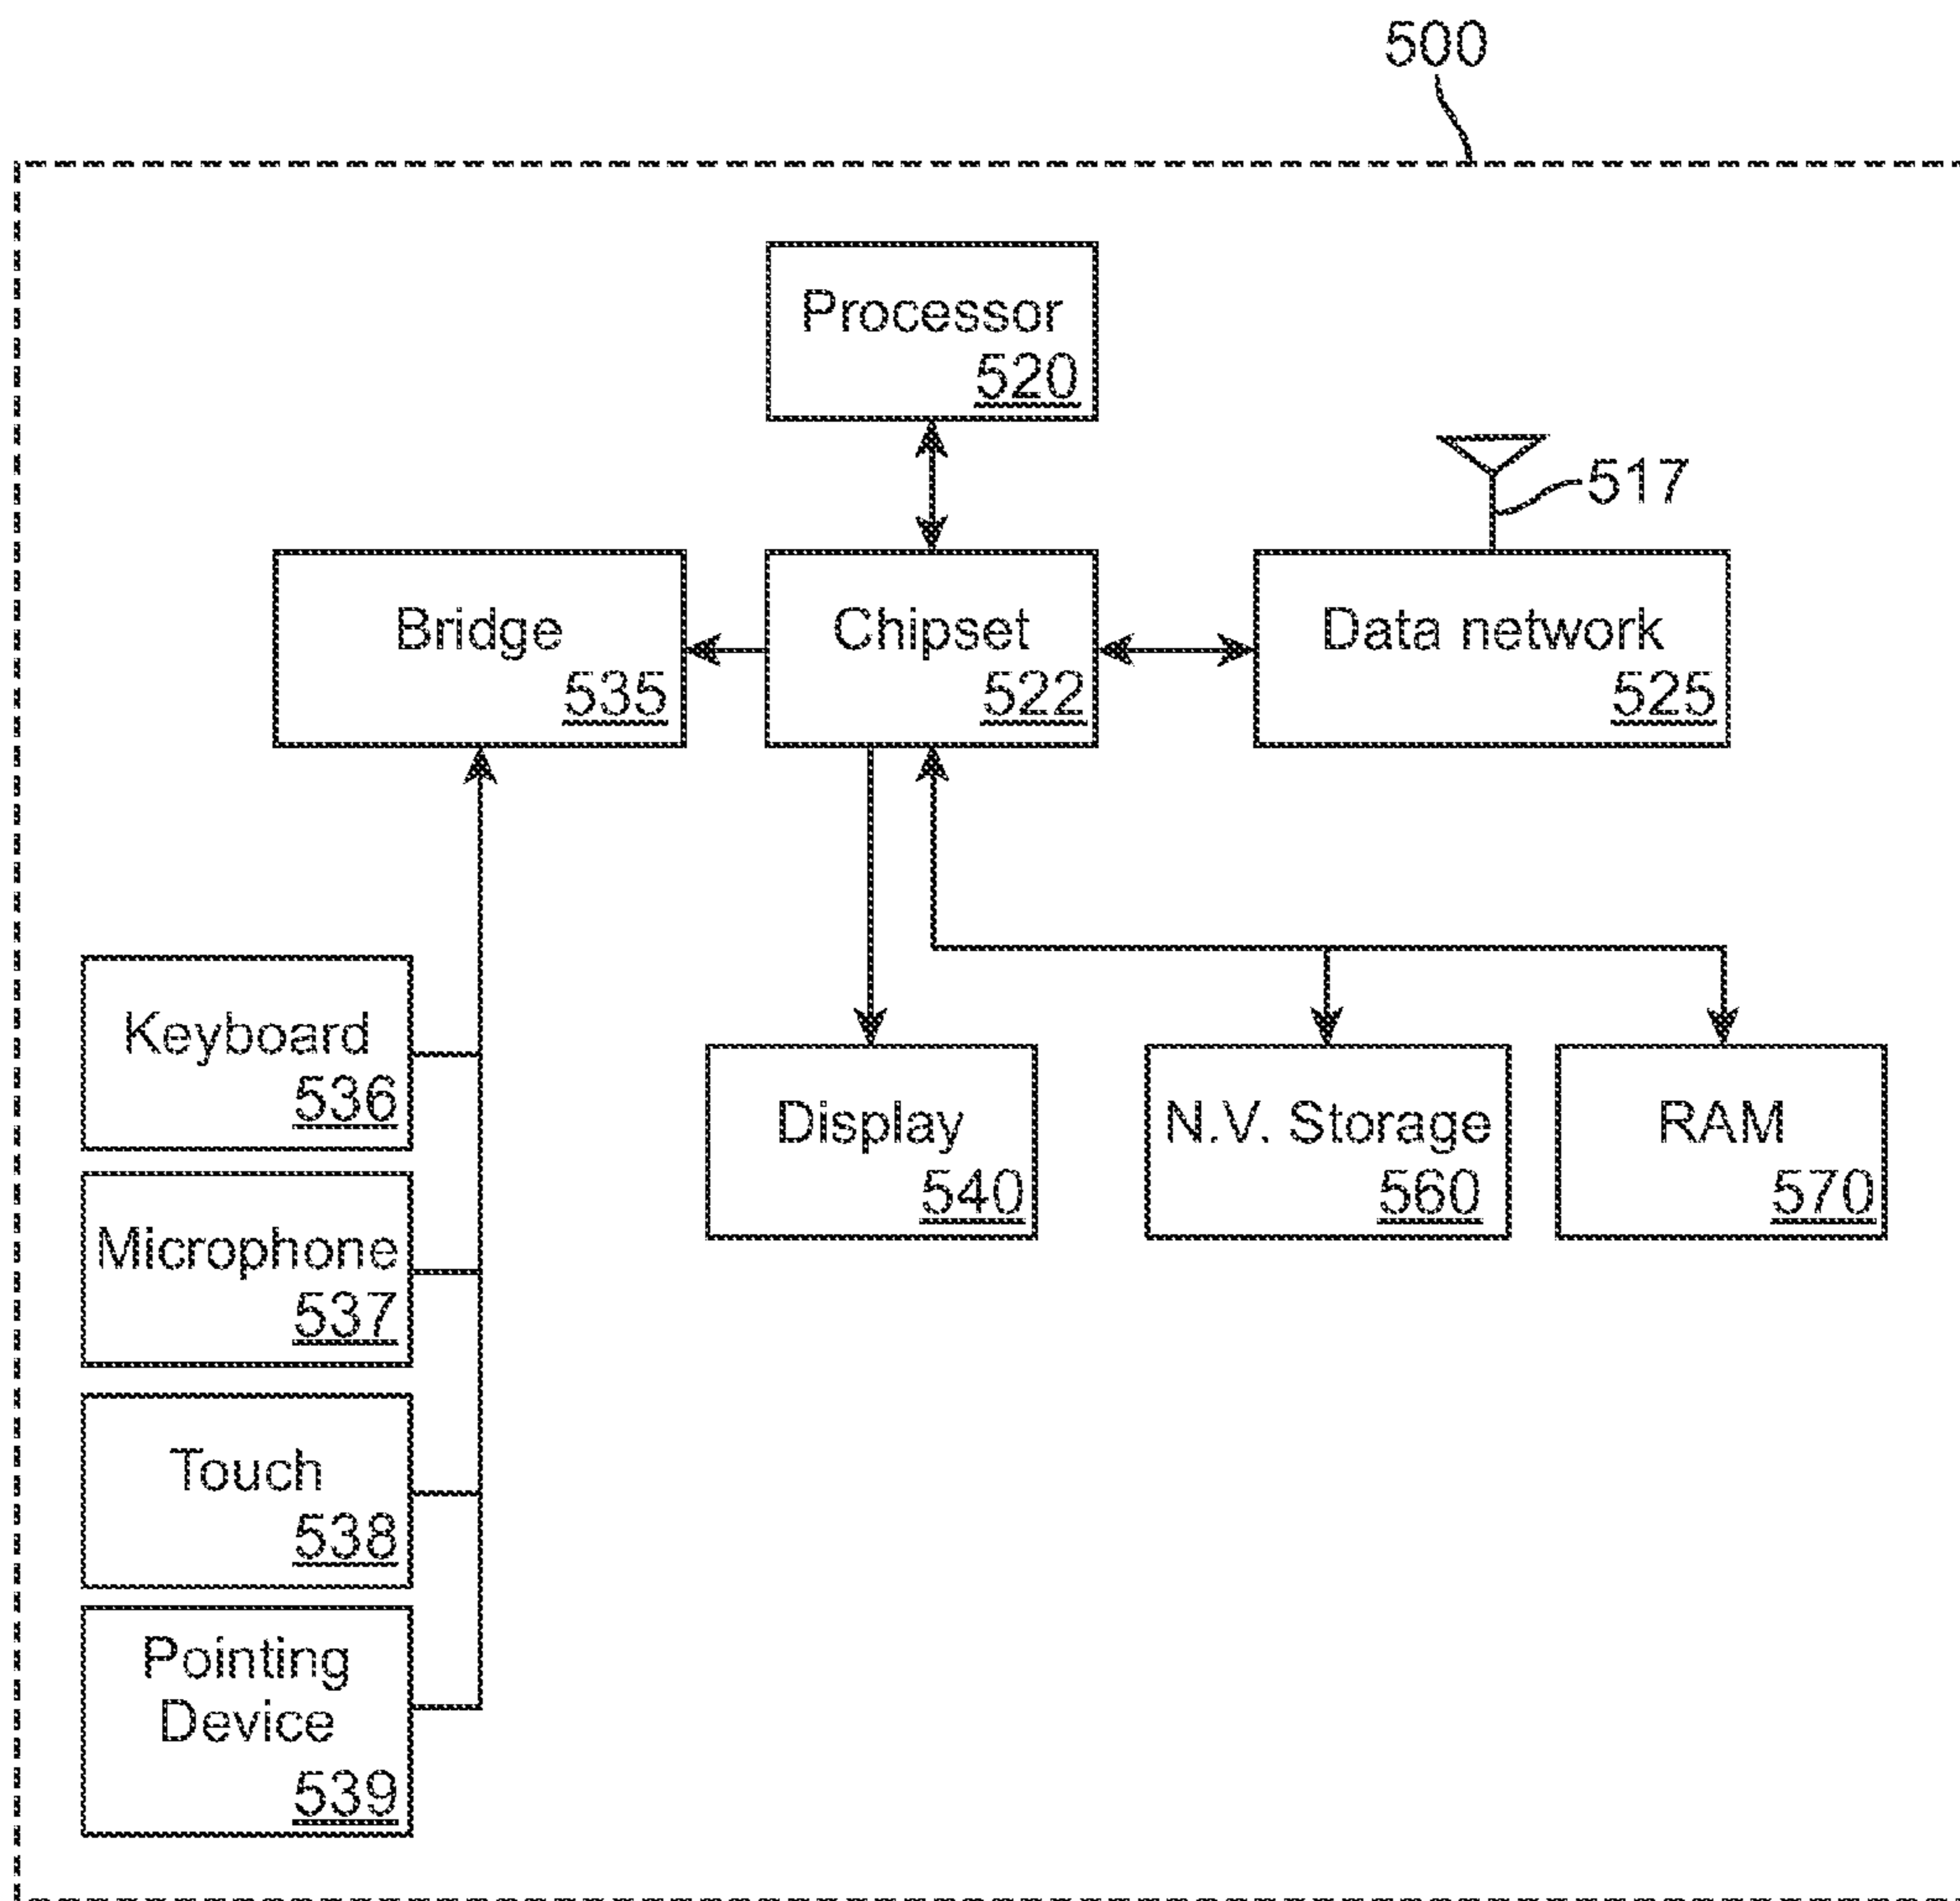 500
Processor
520
517
Bridge
535
Chipset
522
Data network
525
Keyboard
536
Microphone
537
Touch
538
Pointing
Device
539
Display
540
N.V. Storage
560
RAM
570